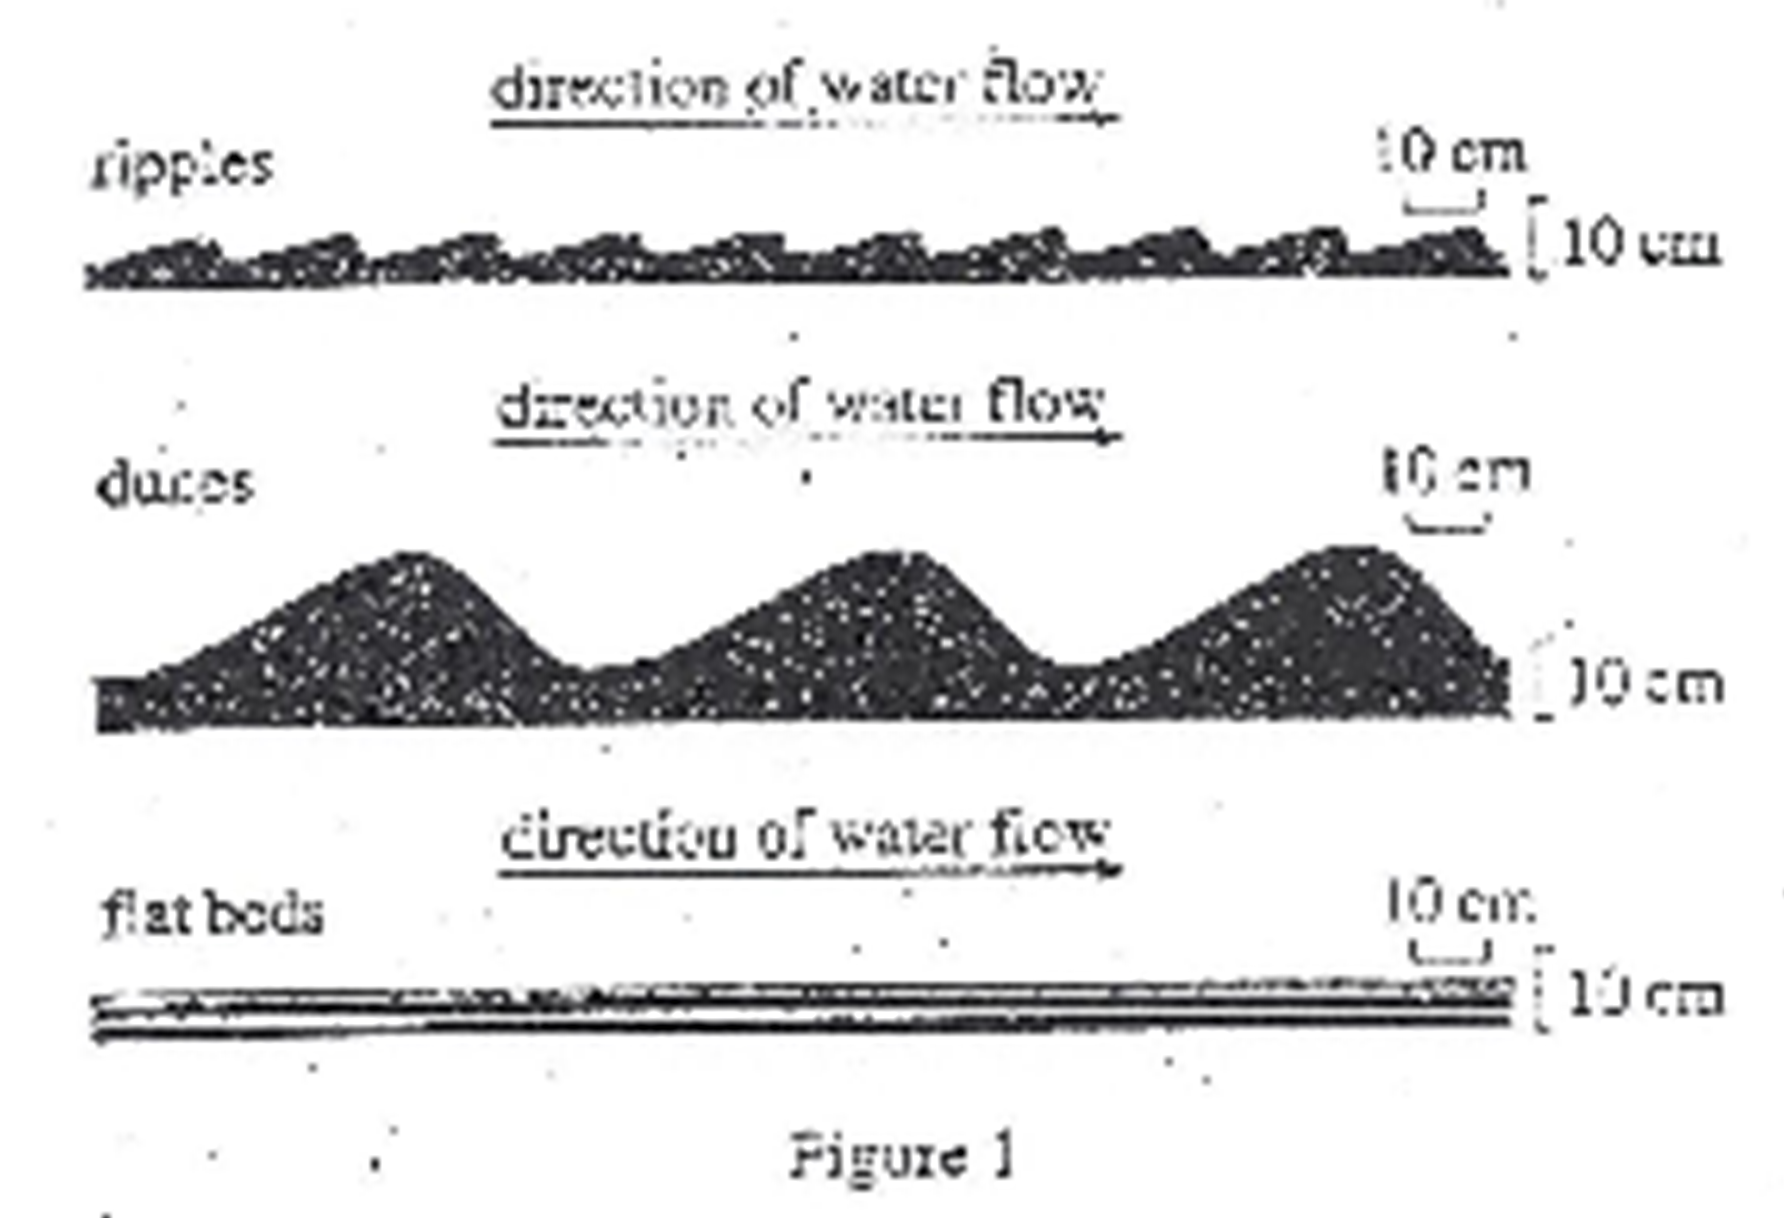 direction of water flow
ripples
10 cm
10 cm
direction of water flow
dunes
10 cm
10 cm
direction of water flow
flat beds
10 cm
10 cm
Figure 1